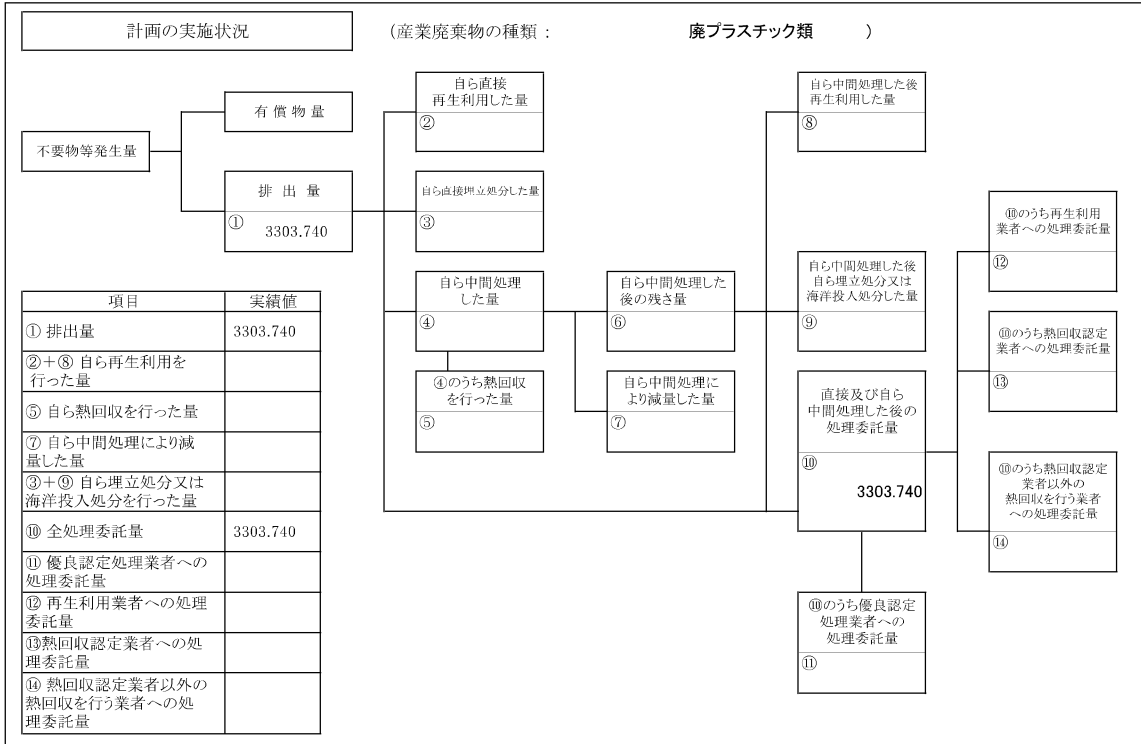 計画の実施状況
(産業廃棄物の種類： 廃プラスチック類 )
不要物等発生量
有 償 物 量
排 出 量
①
3303.740
自ら直接
再生利用した量
②
自ら直接埋立処分した量
③
自ら中間処理
した量
④
④のうち熱回収
を行った量
⑤
自ら中間処理した
後の残さ量
⑥
自ら中間処理に
より減量した量
⑦
自ら中間処理した後
再生利用した量
⑧
自ら中間処理した後
自ら埋立処分又は
海洋投入処分した量
⑨
直接及び自ら
中間処理した後の
処理委託量
⑩
3303.740
⑩のうち優良認定
処理業者への
処理委託量
⑪
⑩のうち再生利用
業者への処理委託量
⑫
⑩のうち熱回収認定
業者への処理委託量
⑬
⑩のうち熱回収認定
業者以外の
熱回収を行う業者
への処理委託量
⑭
項目 実績値
① 排出量 3303.740
②＋⑧ 自ら再生利用を
行った量
⑤ 自ら熱回収を行った量
⑦ 自ら中間処理により減
量した量
③＋⑨ 自ら埋立処分又は
海洋投入処分を行った量
⑩ 全処理委託量 3303.740
⑪ 優良認定処理業者への
処理委託量
⑫ 再生利用業者への処理
委託量
⑬熱回収認定業者への処
理委託量
⑭ 熱回収認定業者以外の
熱回収を行う業者への処
理委託量